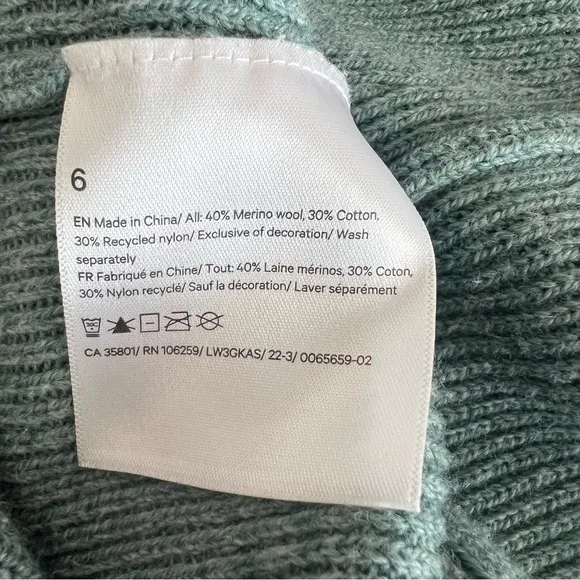 6
EN Made in China/ All: 40% Merino wool, 30% Cotton,
30% Recycled nylon/ Exclusive of decoration/ Wash
separately
FR Fabriqué en Chine/ Tout: 40% Laine mérinos, 30% Coton,
30% Nylon recyclé/ Sauf la décoration/ Laver séparément
30C
CA 35801/ RN 106259/ LW3GKAS/ 22-3/ 0065659-02